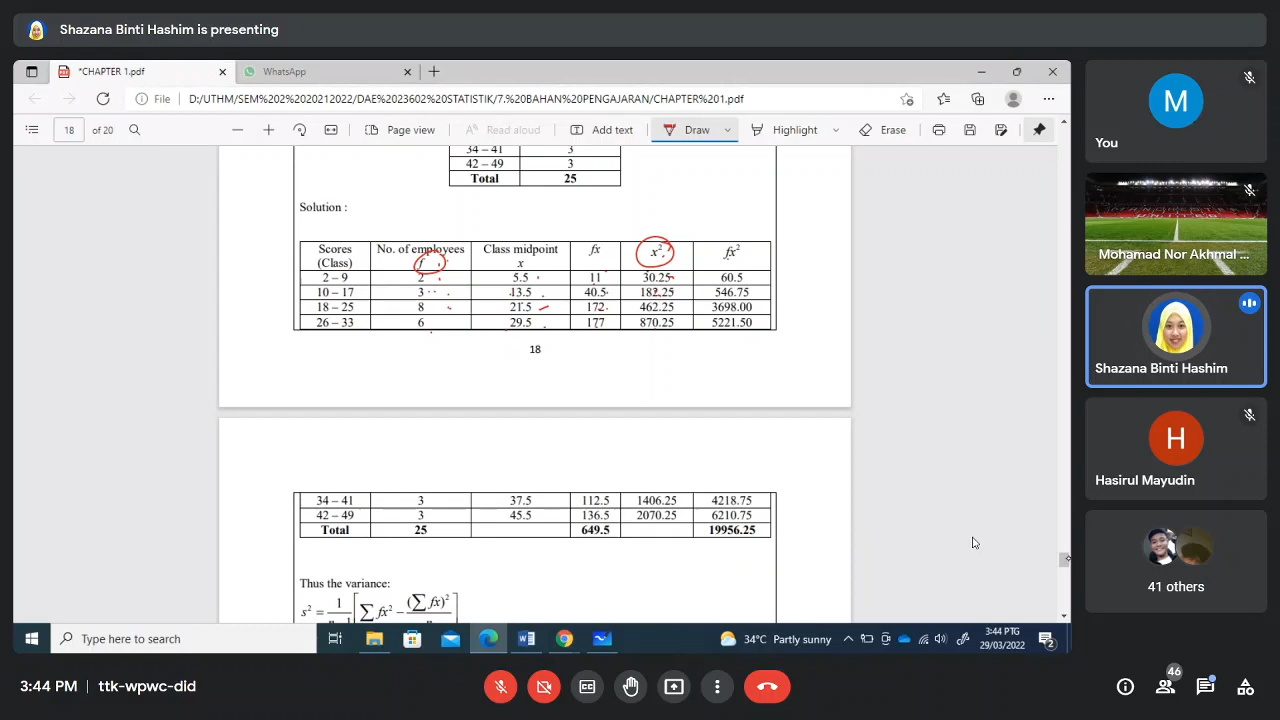 Shazana Binti Hashim is presenting
*CHAPTER 1.pdf
WhatsApp
File D:/UTHM/SEM%202%2020212022/DAE%2023602%20STATISTIK/7.%20BAHAN%20PENGAJARAN/CHAPTER%201.pdf
18 of 20 Page view Read aloud Add text Draw Highlight Erase
34 – 41 3
42 – 49 3
Total 25
Solution :
Scores (Class) No. of employees f Class midpoint x fx x² fx²
2 – 9 2 5.5 11 30.25 60.5
10 – 17 3 13.5 40.5 182.25 546.75
18 – 25 8 21.5 172 462.25 3698.00
26 – 33 6 29.5 177 870.25 5221.50
18
34 – 41 3 37.5 112.5 1406.25 4218.75
42 – 49 3 45.5 136.5 2070.25 6210.75
Total 25 649.5 19956.25
Thus the variance:
s² = 1 [∑ fx² − (∑ fx)²]
Type here to search
34°C Partly sunny
3:44 PTG
29/03/2022
2
M
You
Mohamad Nor Akhmal ...
Shazana Binti Hashim
H
Hasirul Mayudin
41 others
3:44 PM | ttk-wpwc-dld
46